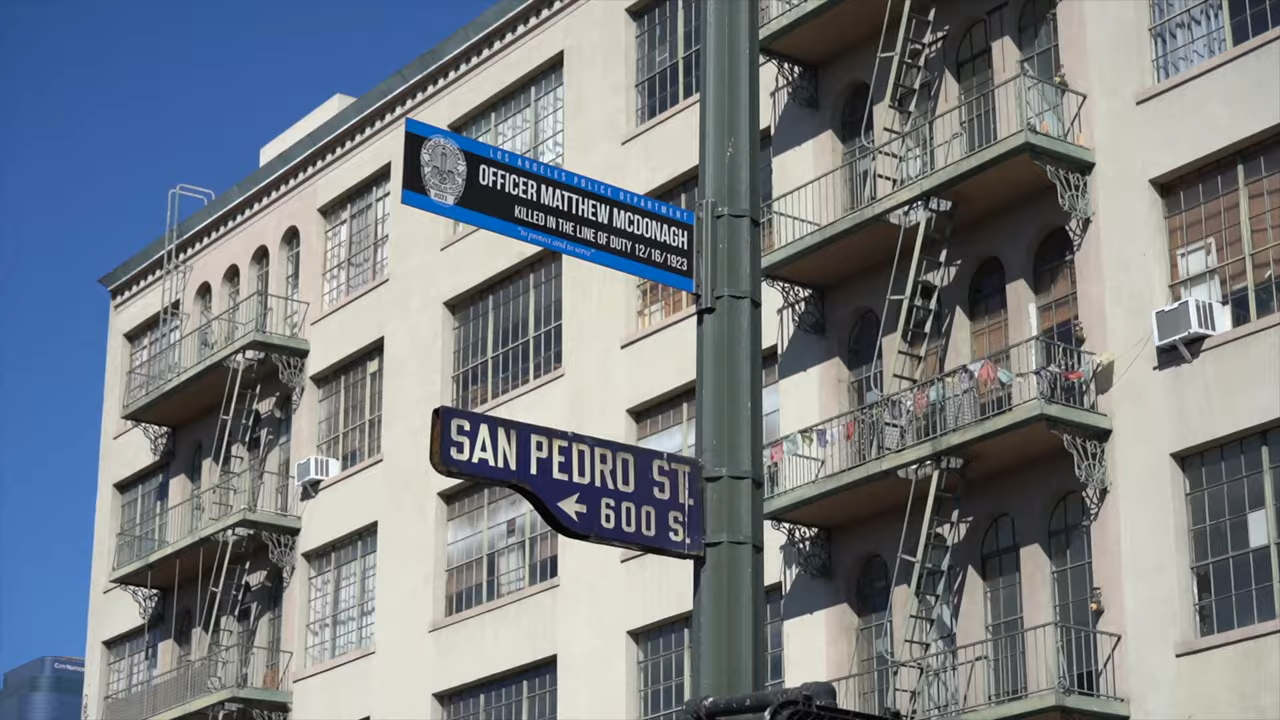 LOS ANGELES POLICE DEPARTMENT
OFFICER MATTHEW MCDONAGH
KILLED IN THE LINE OF DUTY 12/16/1923
"to protect and to serve"
SAN PEDRO ST.
600 S.